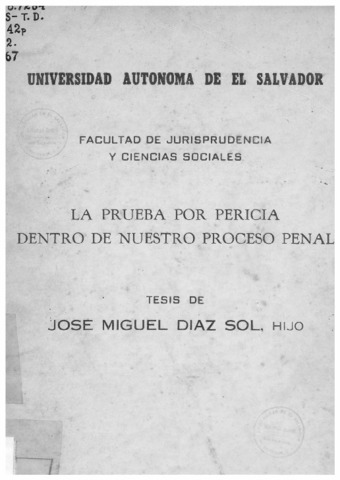 S-T.D.
42p
2.
67
UNIVERSIDAD AUTONOMA DE EL SALVADOR
FACULTAD DE JURISPRUDENCIA
Y CIENCIAS SOCIALES
LA PRUEBA POR PERICIA
DENTRO DE NUESTRO PROCESO PENAL
TESIS DE
JOSE MIGUEL DIAZ SOL, HIJO